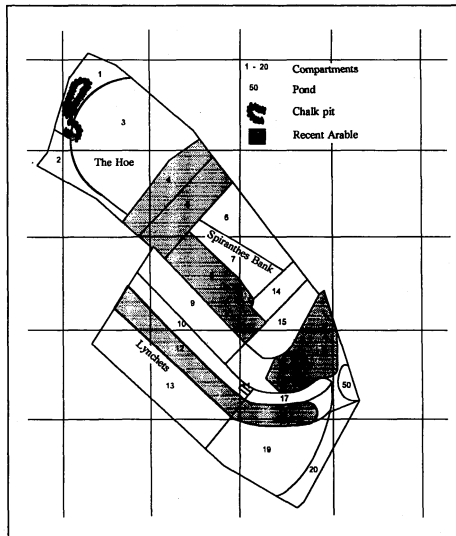 1 - 20 Compartments
50 Pond
Chalk pit
Recent Arable
1
2
3
The Hoe
4
6
Spiranthes Bank
7
14
9
15
10
12
Lynchets
13
17
50
19
20